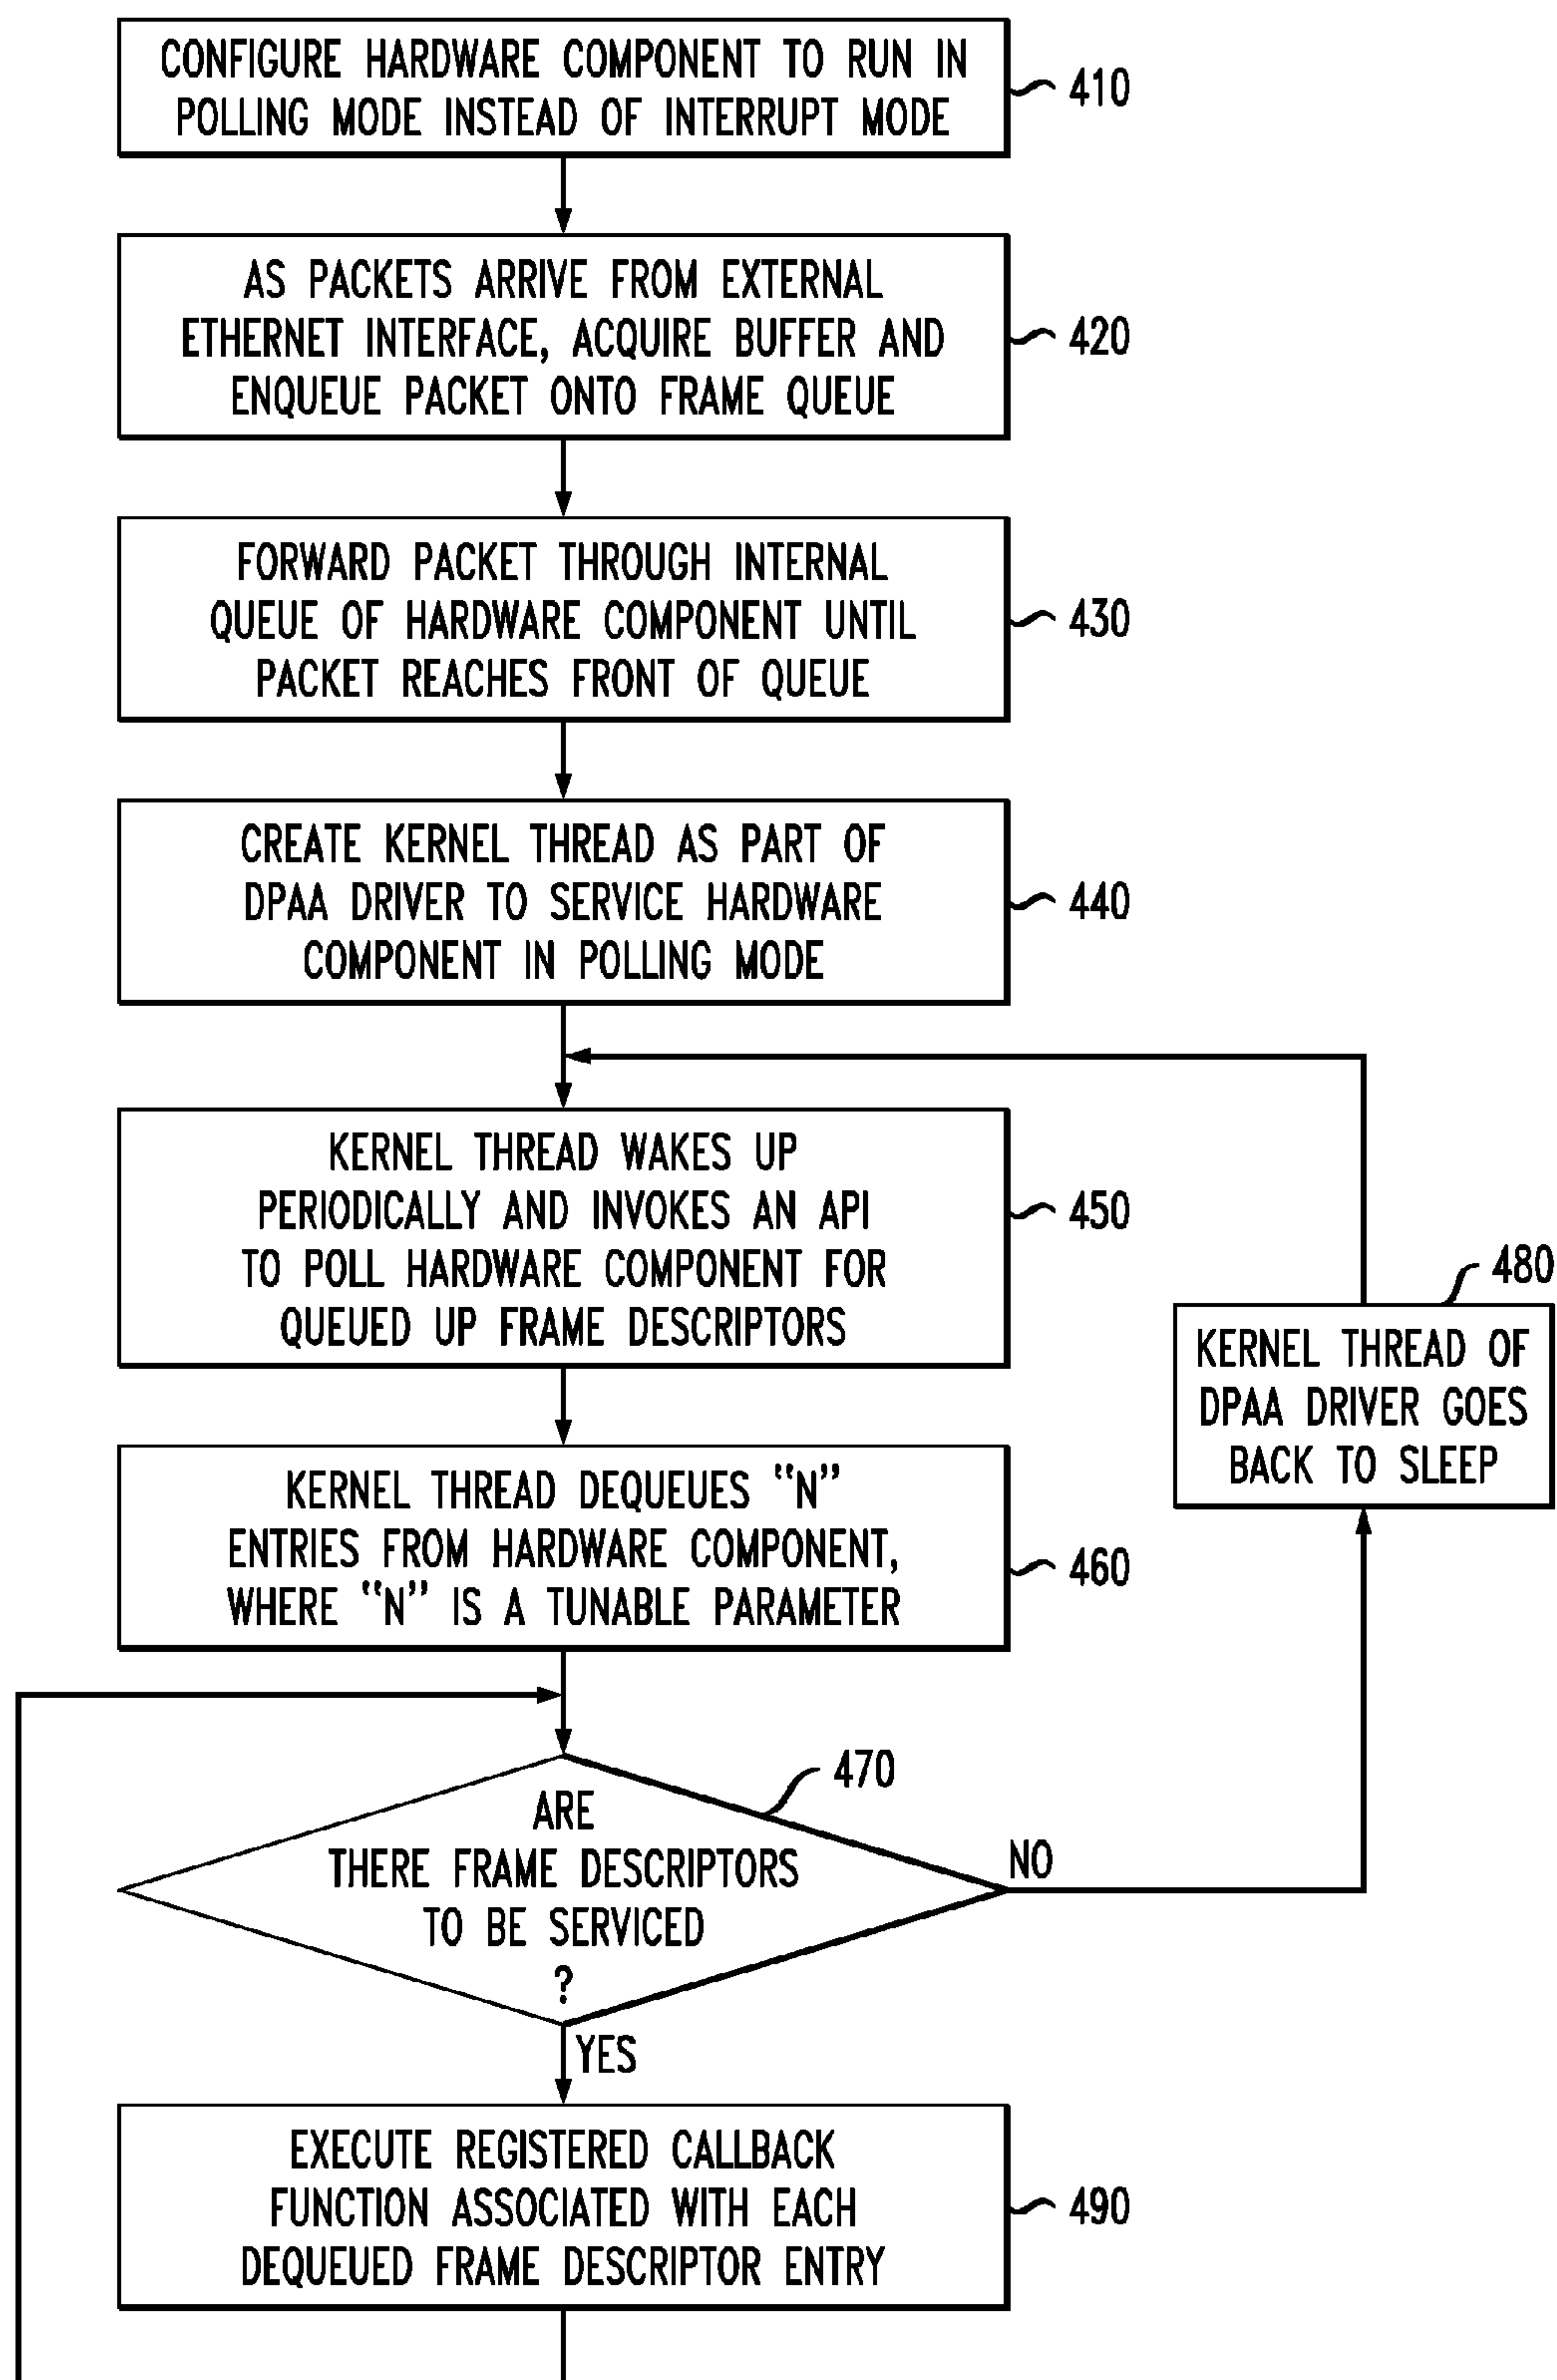 CONFIGURE HARDWARE COMPONENT TO RUN IN
POLLING MODE INSTEAD OF INTERRUPT MODE
410
AS PACKETS ARRIVE FROM EXTERNAL
ETHERNET INTERFACE, ACQUIRE BUFFER AND
ENQUEUE PACKET ONTO FRAME QUEUE
420
FORWARD PACKET THROUGH INTERNAL
QUEUE OF HARDWARE COMPONENT UNTIL
PACKET REACHES FRONT OF QUEUE
430
CREATE KERNEL THREAD AS PART OF
DPAA DRIVER TO SERVICE HARDWARE
COMPONENT IN POLLING MODE
440
KERNEL THREAD WAKES UP
PERIODICALLY AND INVOKES AN API
TO POLL HARDWARE COMPONENT FOR
QUEUED UP FRAME DESCRIPTORS
450
480
KERNEL THREAD OF
DPAA DRIVER GOES
BACK TO SLEEP
KERNEL THREAD DEQUEUES “N”
ENTRIES FROM HARDWARE COMPONENT,
WHERE “N” IS A TUNABLE PARAMETER
460
470
ARE
THERE FRAME DESCRIPTORS
TO BE SERVICED
?
NO
YES
EXECUTE REGISTERED CALLBACK
FUNCTION ASSOCIATED WITH EACH
DEQUEUED FRAME DESCRIPTOR ENTRY
490